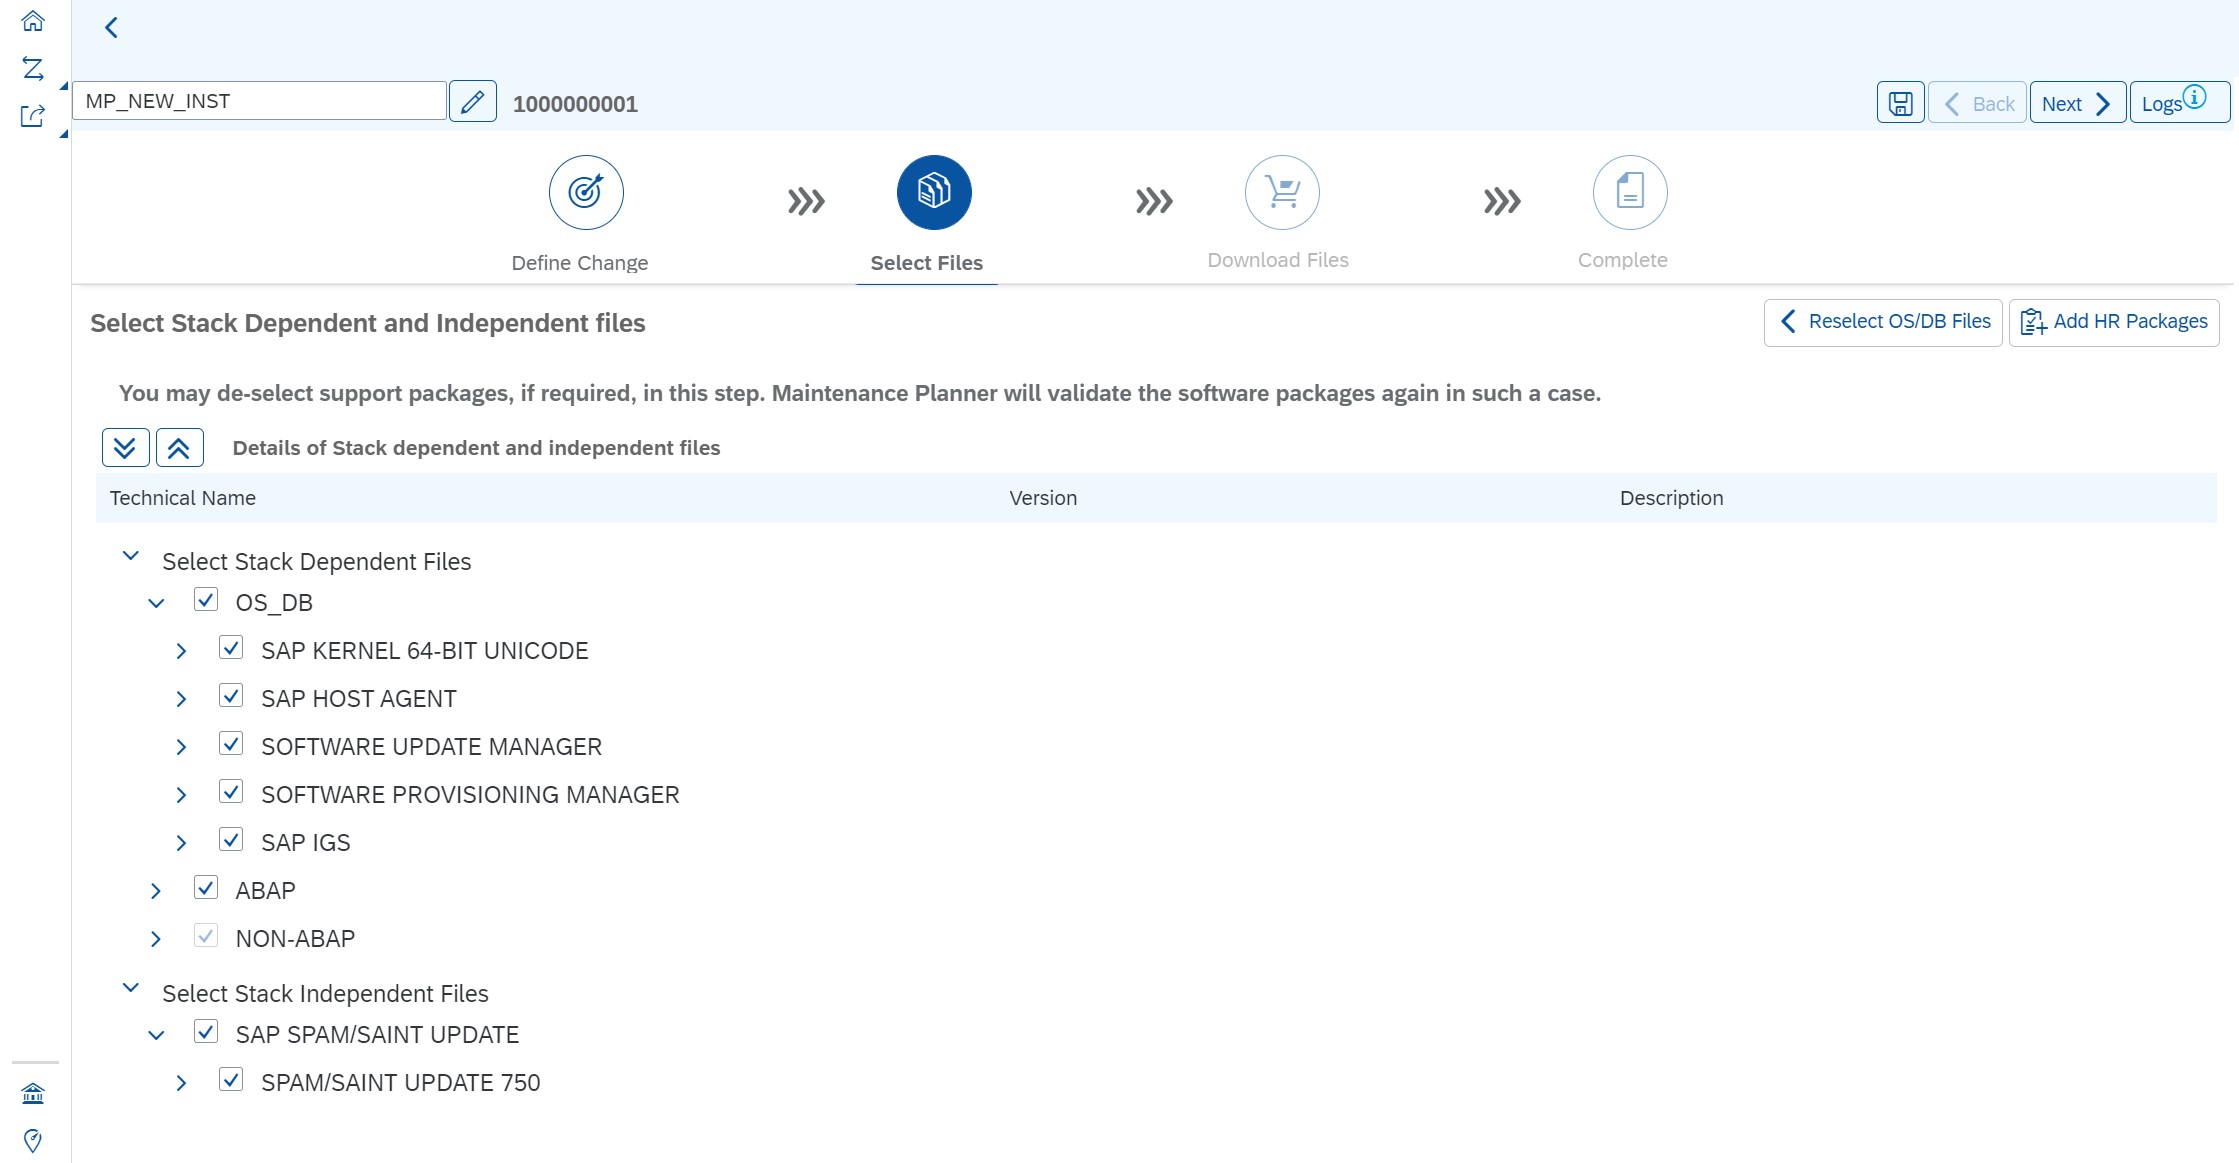 MP_NEW_INST
1000000001
Back
Next
Logs
Define Change
Select Files
Download Files
Complete
Select Stack Dependent and Independent files
Reselect OS/DB Files
Add HR Packages
You may de-select support packages, if required, in this step. Maintenance Planner will validate the software packages again in such a case.
Details of Stack dependent and independent files
Technical Name
Version
Description
Select Stack Dependent Files
OS_DB
SAP KERNEL 64-BIT UNICODE
SAP HOST AGENT
SOFTWARE UPDATE MANAGER
SOFTWARE PROVISIONING MANAGER
SAP IGS
ABAP
NON-ABAP
Select Stack Independent Files
SAP SPAM/SAINT UPDATE
SPAM/SAINT UPDATE 750